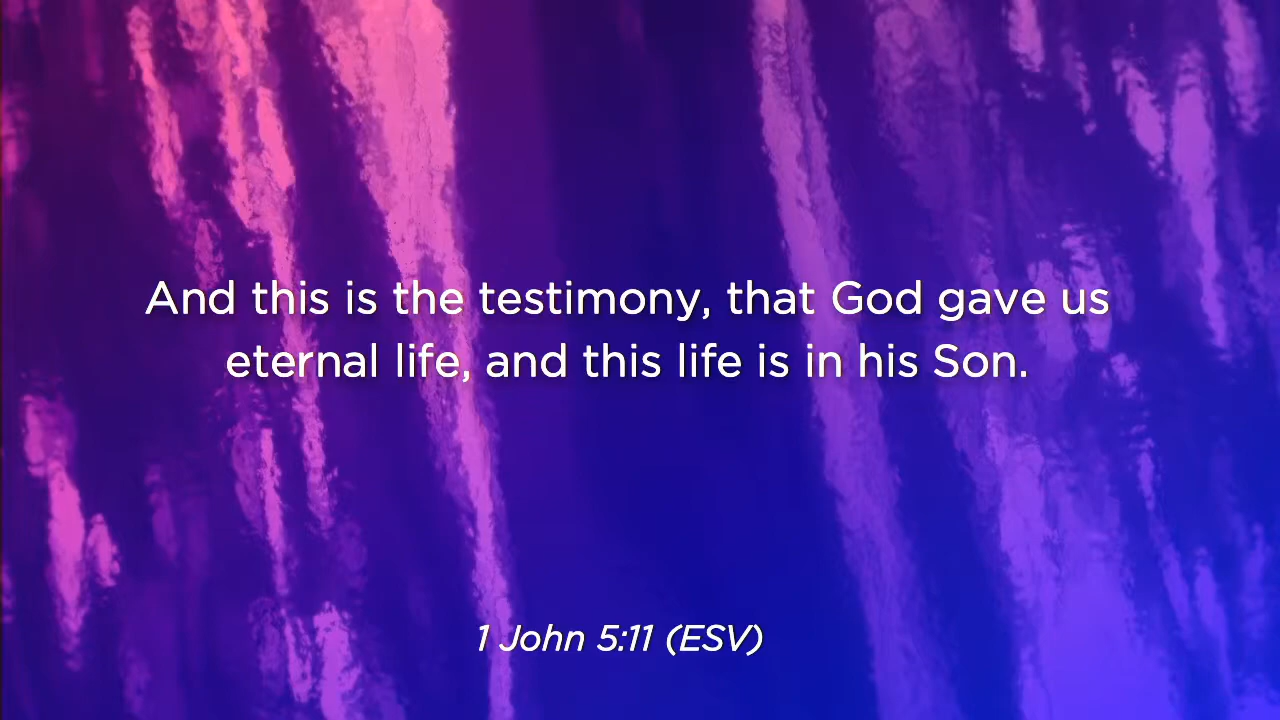 And this is the testimony, that God gave us
eternal life, and this life is in his Son.
1 John 5:11 (ESV)